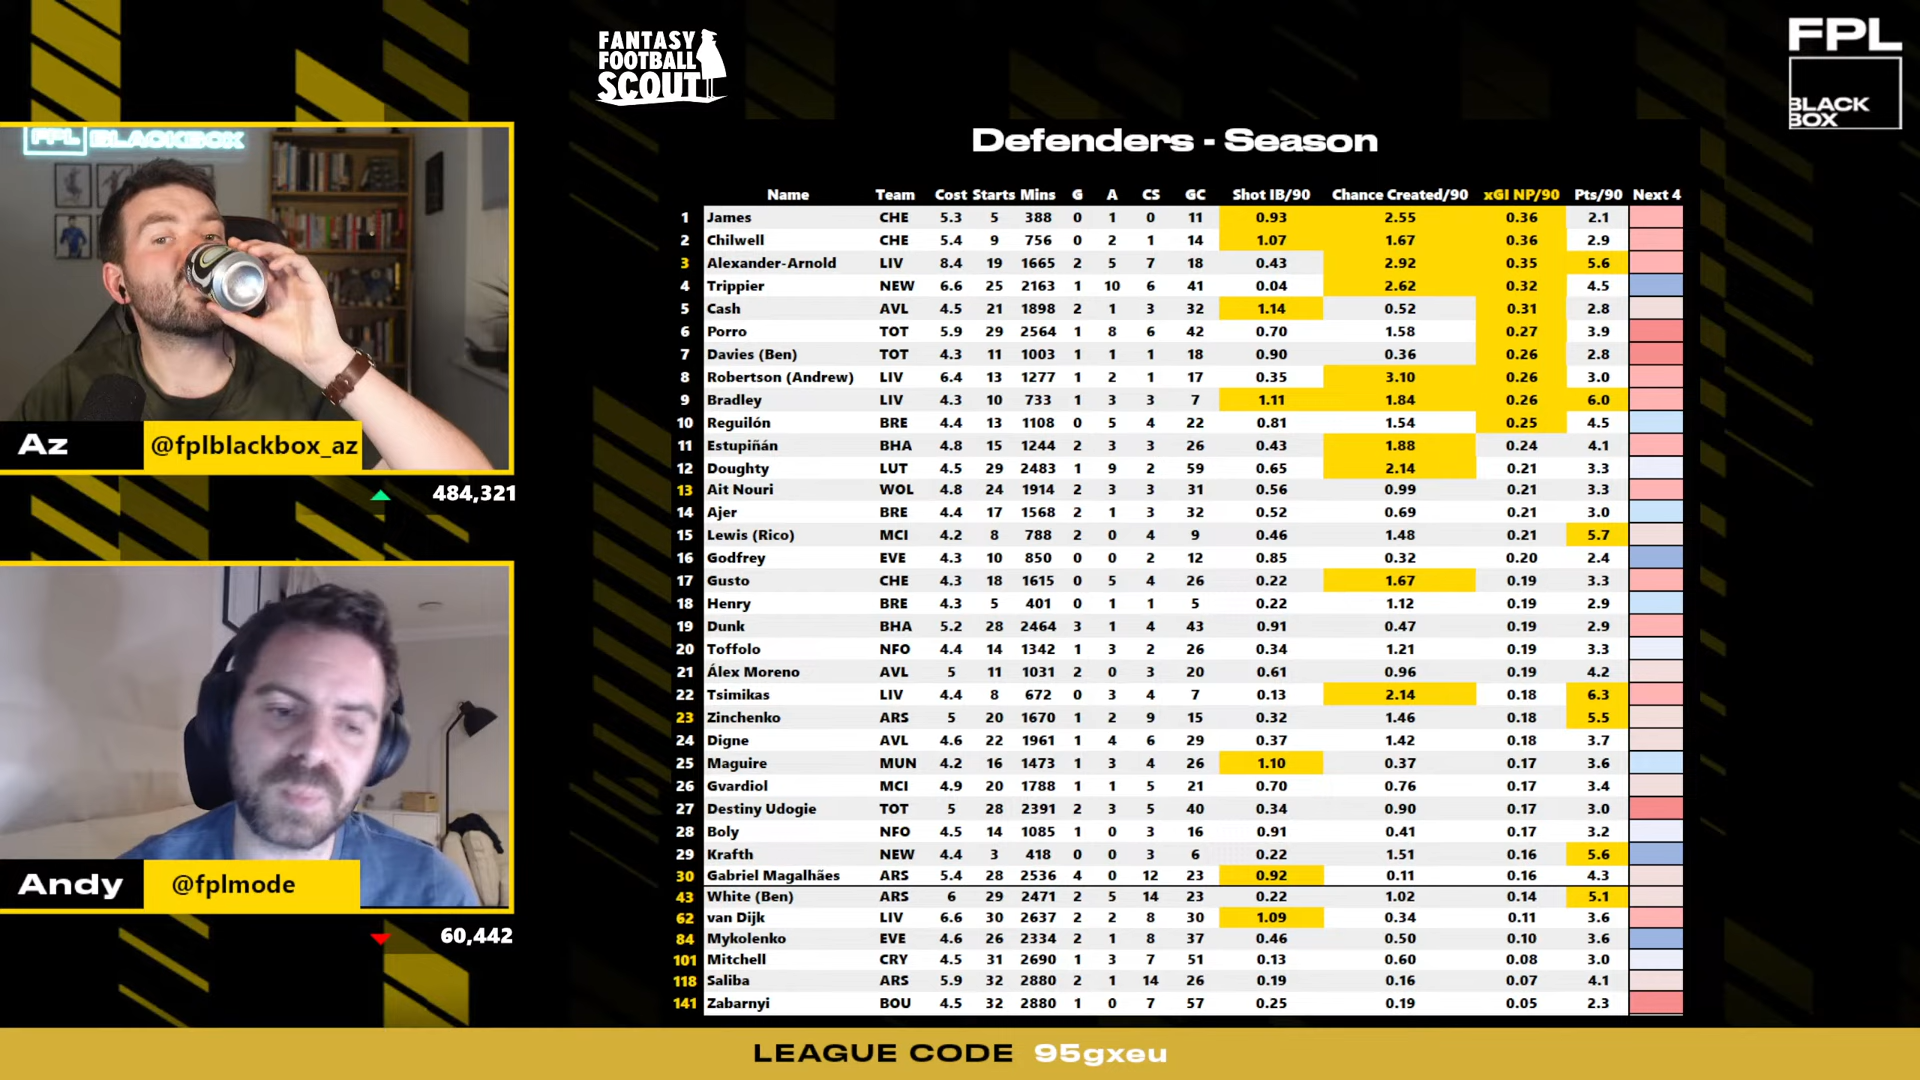 FANTASY
FOOTBALL
SCOUT
FPL
BLACK
BOX
FPL BLACKBOX
Az @fplblackbox_az
484,321
Andy @fplmode
60,442
Defenders - Season
Name Team Cost Starts Mins G A CS GC Shot IB/90 Chance Created/90 xGI NP/90 Pts/90 Next 4
1 James CHE 5.3 5 388 0 1 0 11 0.93 2.55 0.36 2.1
2 Chilwell CHE 5.4 9 756 0 2 1 14 1.07 1.67 0.36 2.9
3 Alexander-Arnold LIV 8.4 19 1665 2 5 7 18 0.43 2.92 0.35 5.6
4 Trippier NEW 6.6 25 2163 1 10 6 41 0.04 2.62 0.32 4.5
5 Cash AVL 4.5 21 1898 2 1 3 32 1.14 0.52 0.31 2.8
6 Porro TOT 5.9 29 2564 1 8 6 42 0.70 1.58 0.27 3.9
7 Davies (Ben) TOT 4.3 11 1003 1 1 1 18 0.90 0.36 0.26 2.8
8 Robertson (Andrew) LIV 6.4 13 1277 1 2 1 17 0.35 3.10 0.26 3.0
9 Bradley LIV 4.3 10 733 1 3 3 7 1.11 1.84 0.26 6.0
10 Reguilón BRE 4.4 13 1108 0 5 4 22 0.81 1.54 0.25 4.5
11 Estupiñán BHA 4.8 15 1244 2 3 3 26 0.43 1.88 0.24 4.1
12 Doughty LUT 4.5 29 2483 1 9 2 59 0.65 2.14 0.21 3.3
13 Ait Nouri WOL 4.8 24 1914 2 3 3 31 0.56 0.99 0.21 3.3
14 Ajer BRE 4.4 17 1568 2 1 3 32 0.52 0.69 0.21 3.0
15 Lewis (Rico) MCI 4.2 8 788 2 0 4 9 0.46 1.48 0.21 5.7
16 Godfrey EVE 4.3 10 850 0 0 2 12 0.85 0.32 0.20 2.4
17 Gusto CHE 4.3 18 1615 0 5 4 26 0.22 1.67 0.19 3.3
18 Henry BRE 4.3 5 401 0 1 1 5 0.22 1.12 0.19 2.9
19 Dunk BHA 5.2 28 2464 3 1 4 43 0.91 0.47 0.19 2.9
20 Toffolo NFO 4.4 14 1342 1 3 2 26 0.34 1.21 0.19 3.3
21 Álex Moreno AVL 5 11 1031 2 0 3 20 0.61 0.96 0.19 4.2
22 Tsimikas LIV 4.4 8 672 0 3 4 7 0.13 2.14 0.18 6.3
23 Zinchenko ARS 5 20 1670 1 2 9 15 0.32 1.46 0.18 5.5
24 Digne AVL 4.6 22 1961 1 4 6 29 0.37 1.42 0.18 3.7
25 Maguire MUN 4.2 16 1473 1 3 4 26 1.10 0.37 0.17 3.6
26 Gvardiol MCI 4.9 20 1788 1 1 5 21 0.70 0.76 0.17 3.4
27 Destiny Udogie TOT 5 28 2391 2 3 5 40 0.34 0.90 0.17 3.0
28 Boly NFO 4.5 14 1085 1 0 3 16 0.91 0.41 0.17 3.2
29 Krafth NEW 4.4 3 418 0 0 3 6 0.22 1.51 0.16 5.6
30 Gabriel Magalhães ARS 5.4 28 2536 4 0 12 23 0.92 0.11 0.16 4.3
43 White (Ben) ARS 6 29 2471 2 5 14 23 0.22 1.02 0.14 5.1
62 van Dijk LIV 6.6 30 2637 2 2 8 30 1.09 0.34 0.11 3.6
84 Mykolenko EVE 4.6 26 2334 2 1 8 37 0.46 0.50 0.10 3.6
101 Mitchell CRY 4.5 31 2690 1 3 7 51 0.13 0.60 0.08 3.0
118 Saliba ARS 5.9 32 2880 2 1 14 26 0.19 0.16 0.07 4.1
141 Zabarnyi BOU 4.5 32 2880 1 0 7 57 0.25 0.19 0.05 2.3
LEAGUE CODE 95gxeu